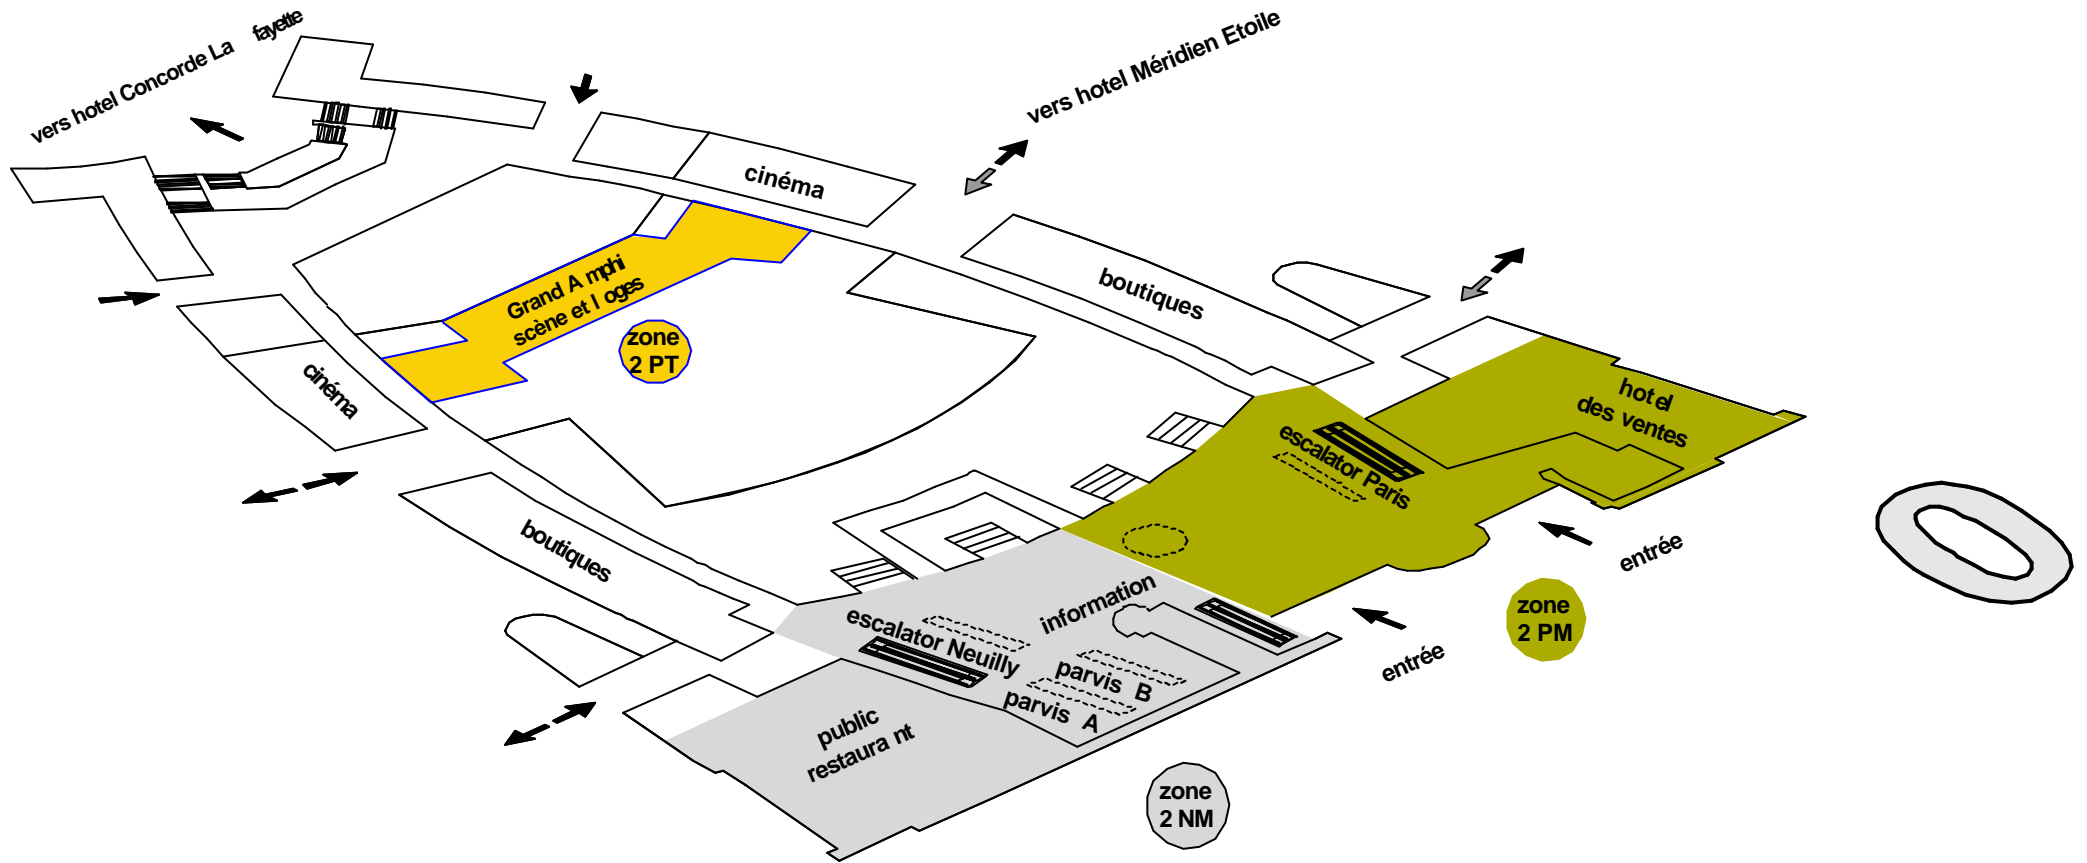 vers hotel Concorde La fayette
vers hotel Méridien Etoile
cinéma
boutiques
Grand A mphi
scène et l oges
zone
2 PT
cinéma
hotel
des ventes
escalator Paris
boutiques
entrée
information
zone
2 PM
escalator Neuilly
entrée
parvis B
parvis A
public
restaura nt
zone
2 NM